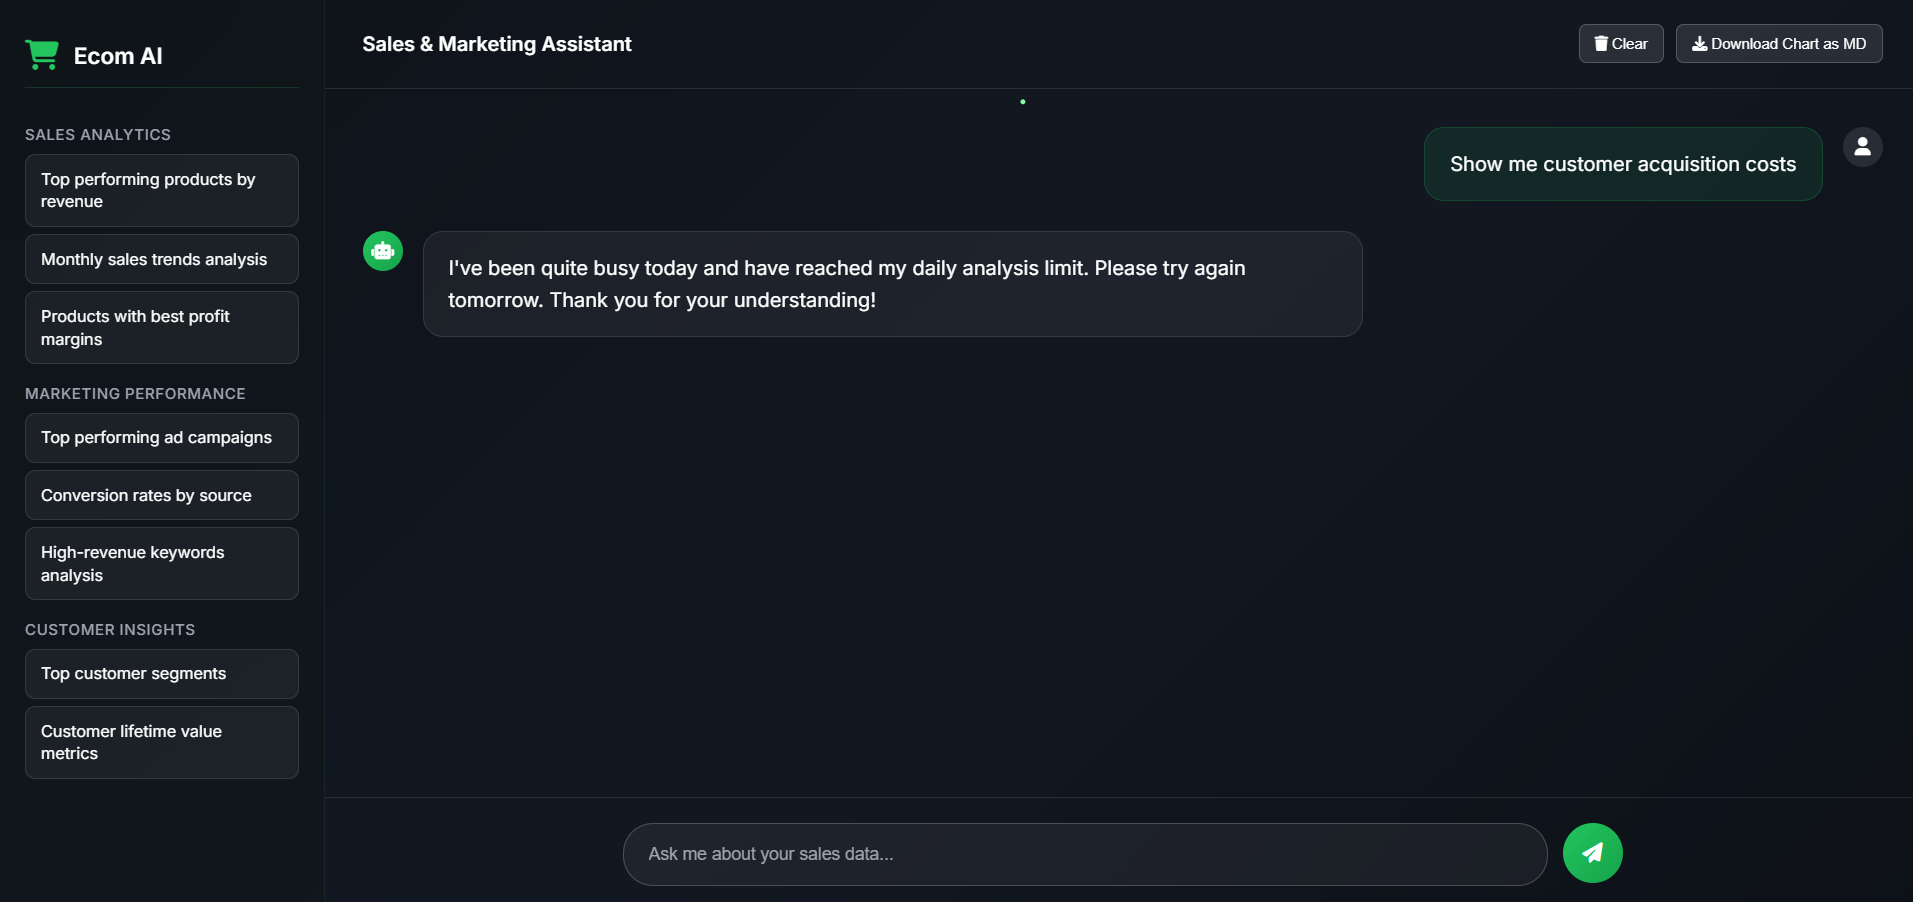 Ecom AI
SALES ANALYTICS
Top performing products by
revenue
Monthly sales trends analysis
Products with best profit
margins
MARKETING PERFORMANCE
Top performing ad campaigns
Conversion rates by source
High-revenue keywords
analysis
CUSTOMER INSIGHTS
Top customer segments
Customer lifetime value
metrics
Sales & Marketing Assistant
Clear
Download Chart as MD
Show me customer acquisition costs
I've been quite busy today and have reached my daily analysis limit. Please try again
tomorrow. Thank you for your understanding!
Ask me about your sales data...